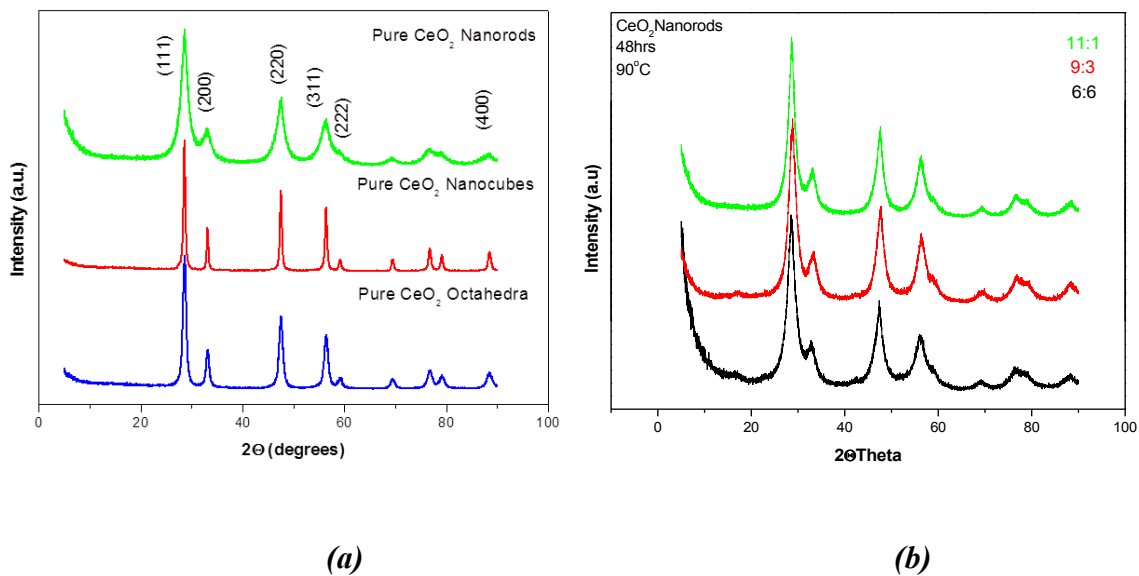 Pure CeO₂ Nanorods
(111)
(200)
(220)
(311)
(222)
(400)
Pure CeO₂ Nanocubes
Pure CeO₂ Octahedra
Intensity (a.u.)
0 20 40 60 80 100
2Θ (degrees)
(a)
CeO₂Nanorods
48hrs
90°C
11:1
9:3
6:6
Intensity (a.u)
0 20 40 60 80 100
2ΘTheta
(b)